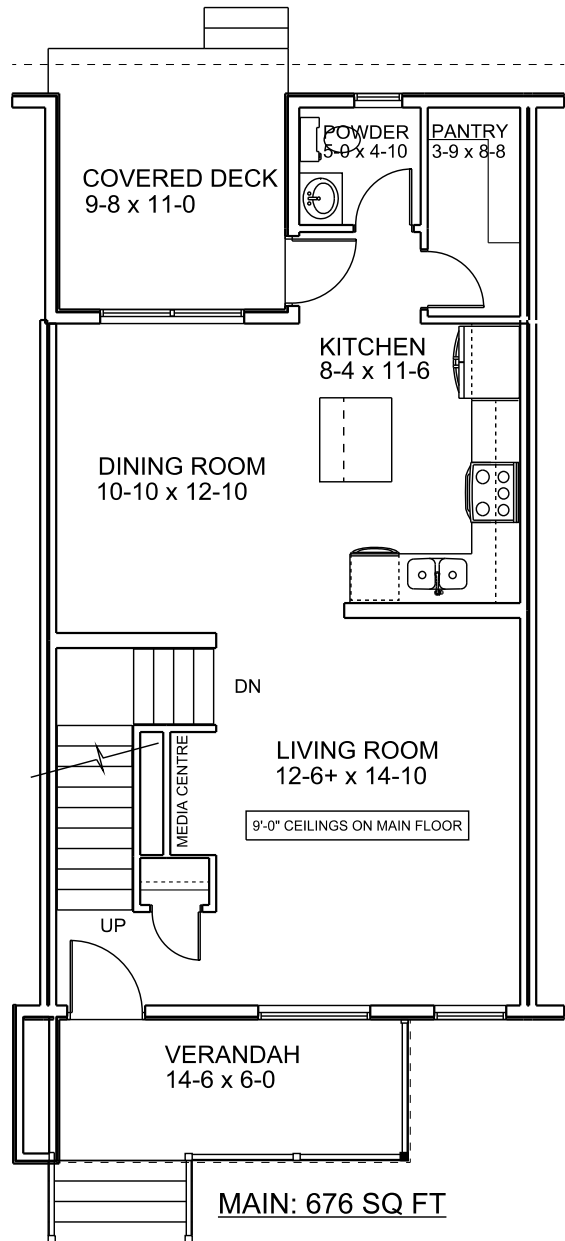 POWDER
5-0 x 4-10
PANTRY
3-9 x 8-8
COVERED DECK
9-8 x 11-0
KITCHEN
8-4 x 11-6
DINING ROOM
10-10 x 12-10
DN
MEDIA CENTRE
LIVING ROOM
12-6+ x 14-10
9'-0" CEILINGS ON MAIN FLOOR
UP
VERANDAH
14-6 x 6-0
MAIN: 676 SQ FT